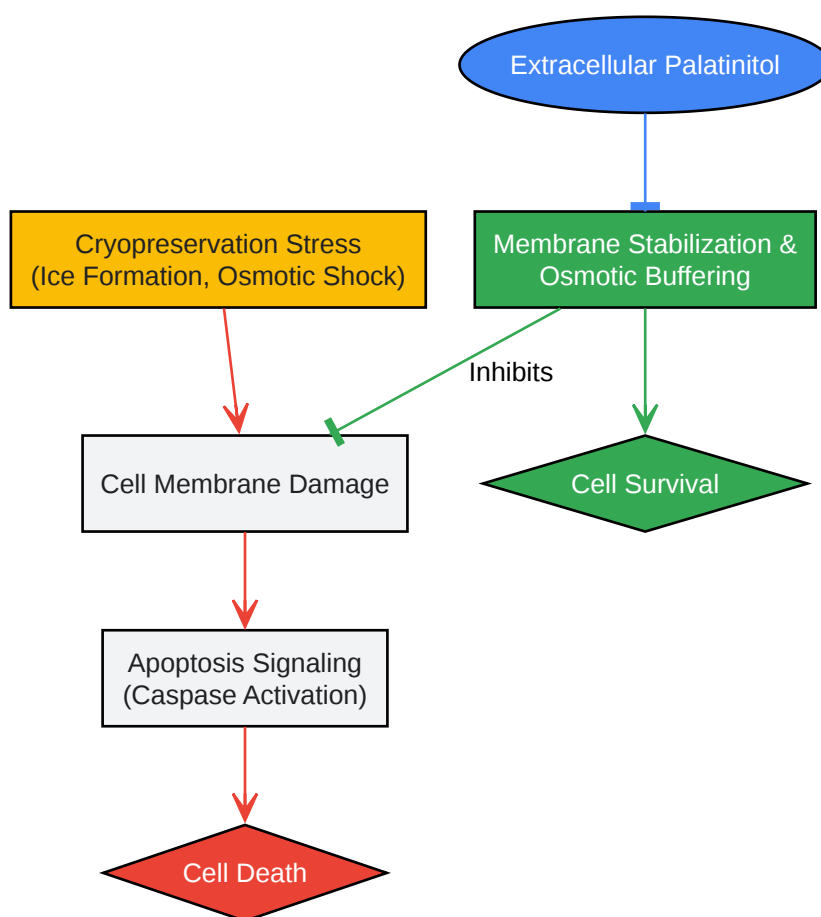 Extracellular Palatinitol
Cryopreservation Stress
(Ice Formation, Osmotic Shock)
Membrane Stabilization &
Osmotic Buffering
Inhibits
Cell Membrane Damage
Cell Survival
Apoptosis Signaling
(Caspase Activation)
Cell Death